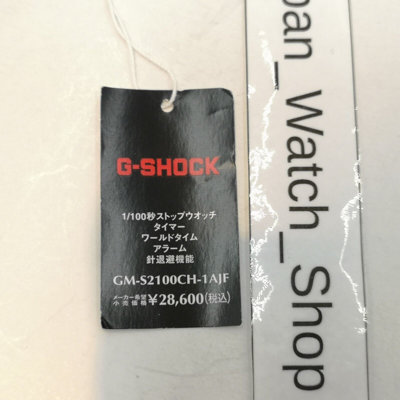 G-SHOCK
1/100秒ストップウオッチ
タイマー
ワールドタイム
アラーム
針退避機能
GM-S2100CH-1AJF
メーカー希望小売価格 ¥28,600(税込)
pan_Watch_Shop